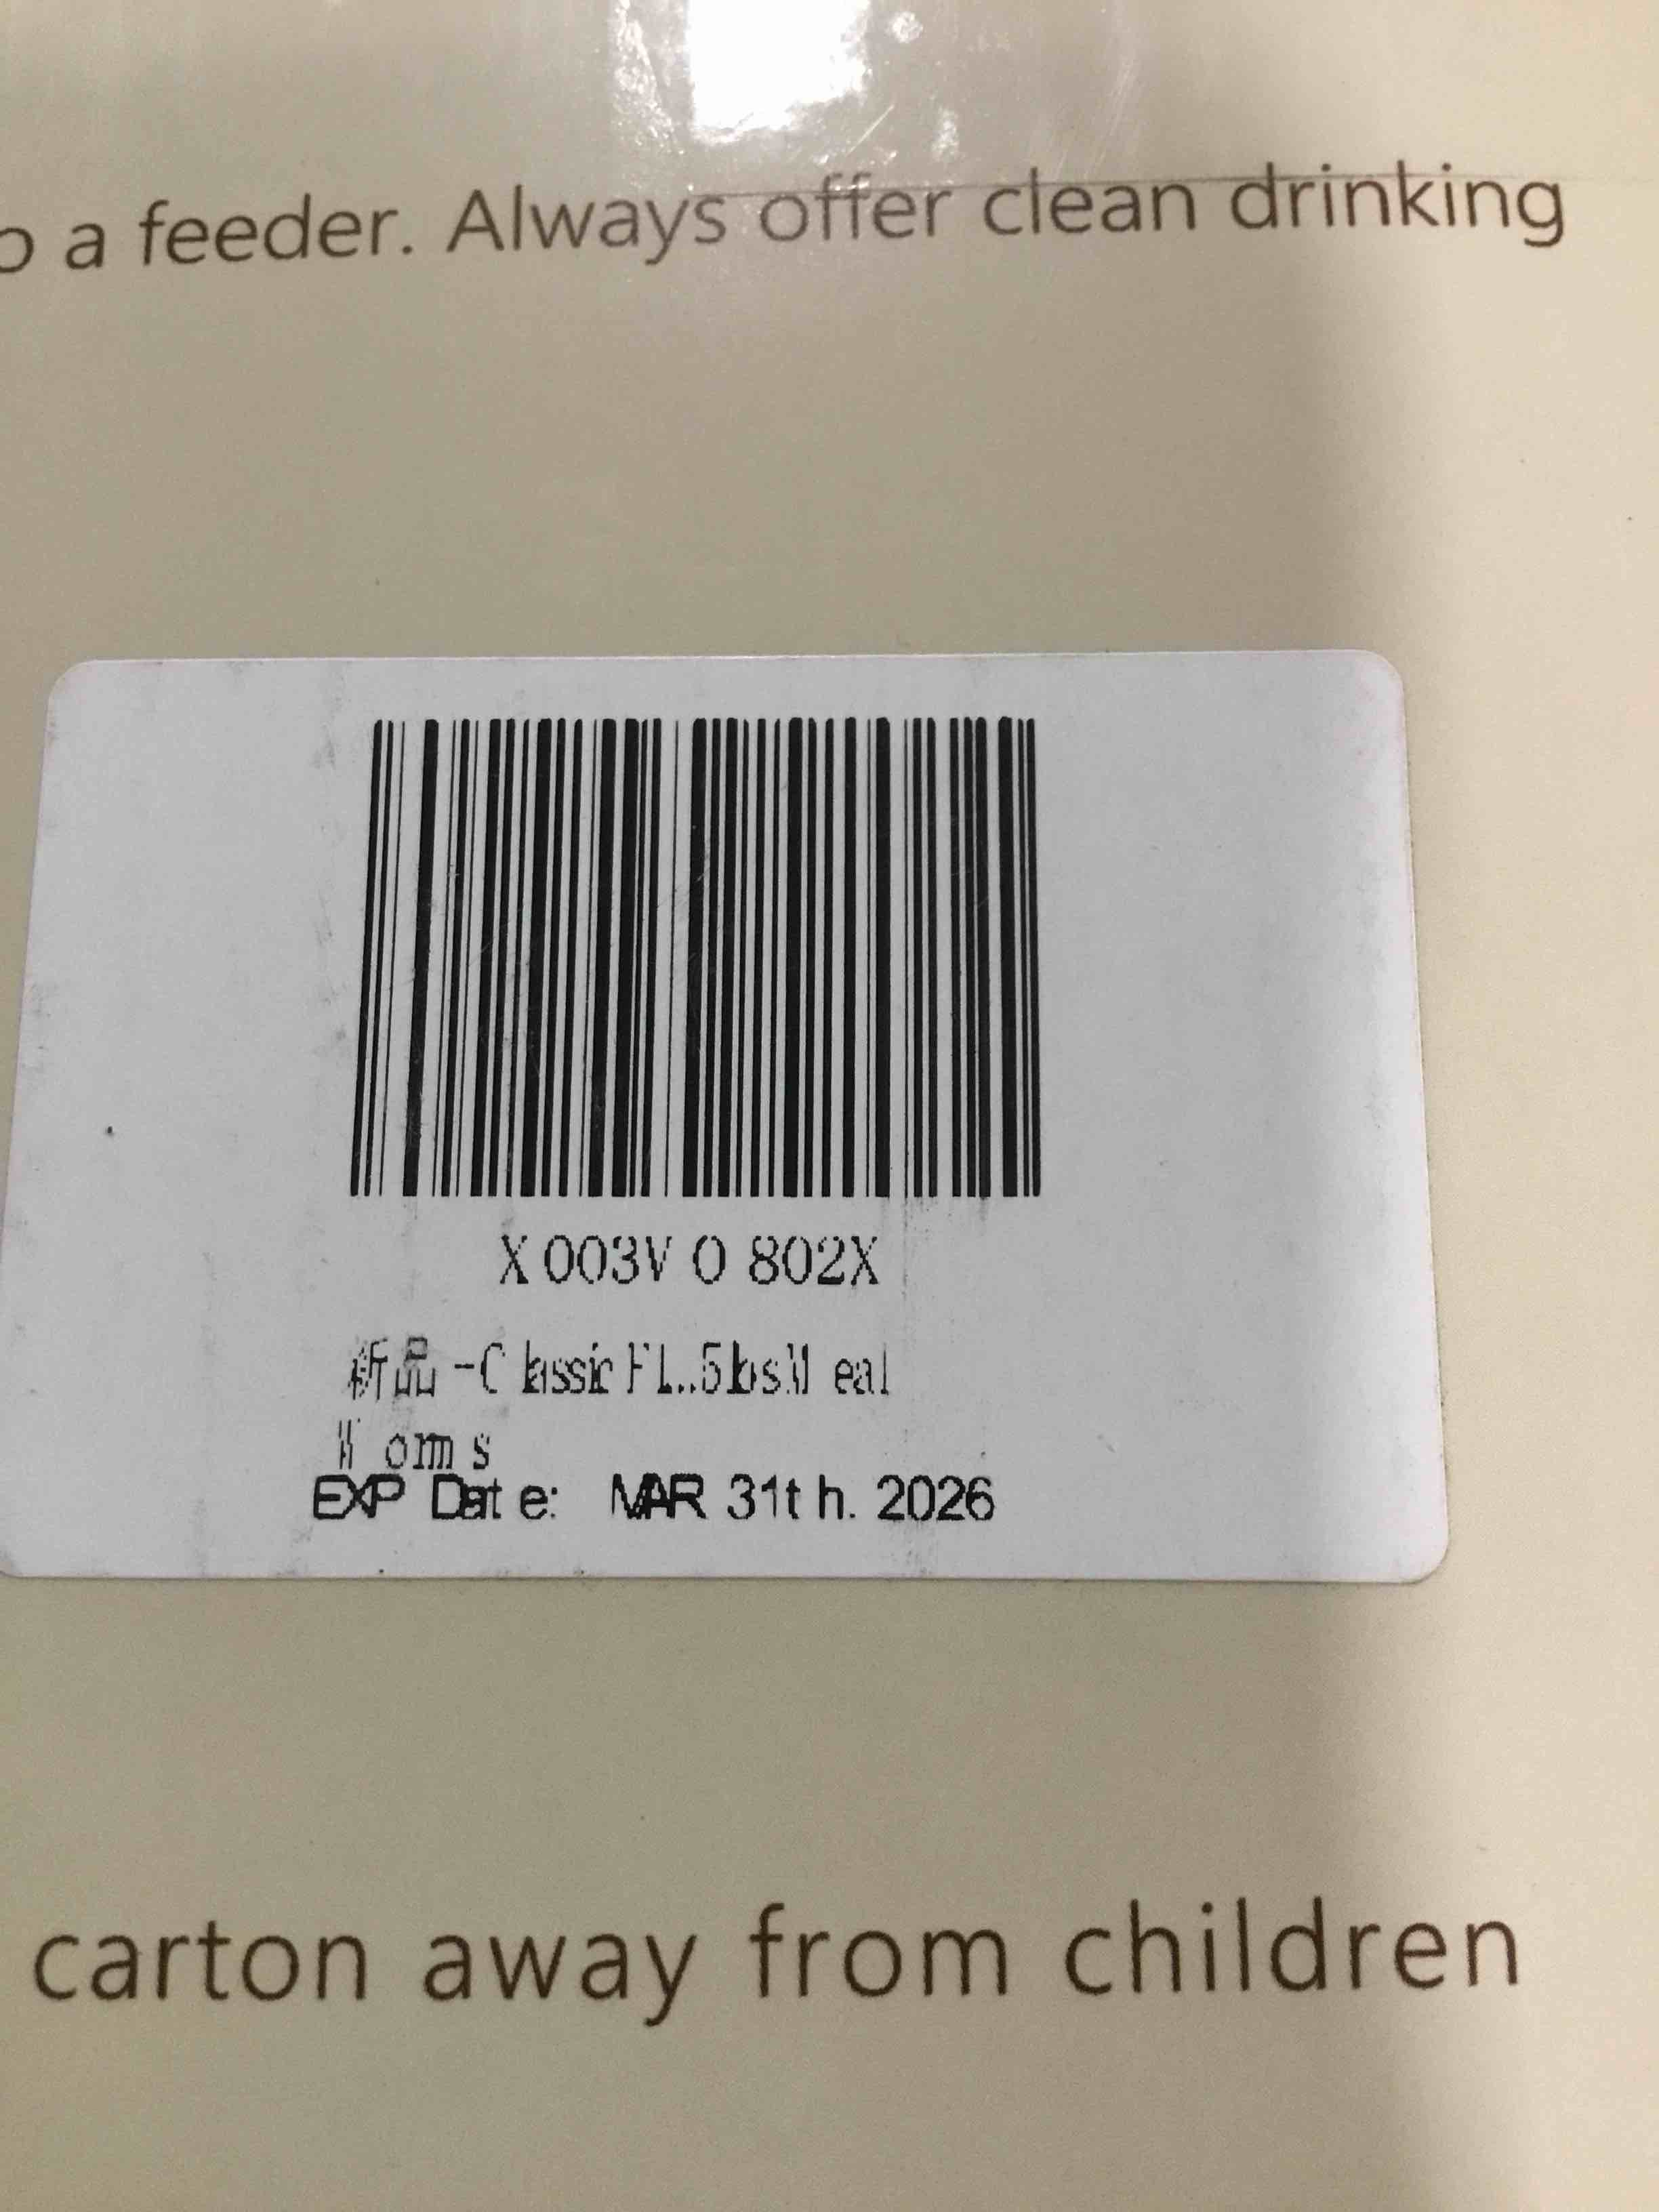 a feeder. Always offer clean drinking
X003V0802X
新品 -Classic FL..5lbs Meal
Worms
EXP Date: MAR 31th. 2026
carton away from children